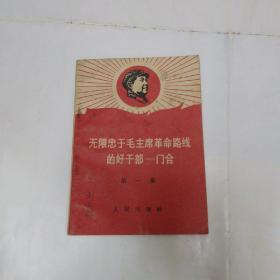 无限忠于毛主席革命路线
的好干部—门合
第一集
人民出版社